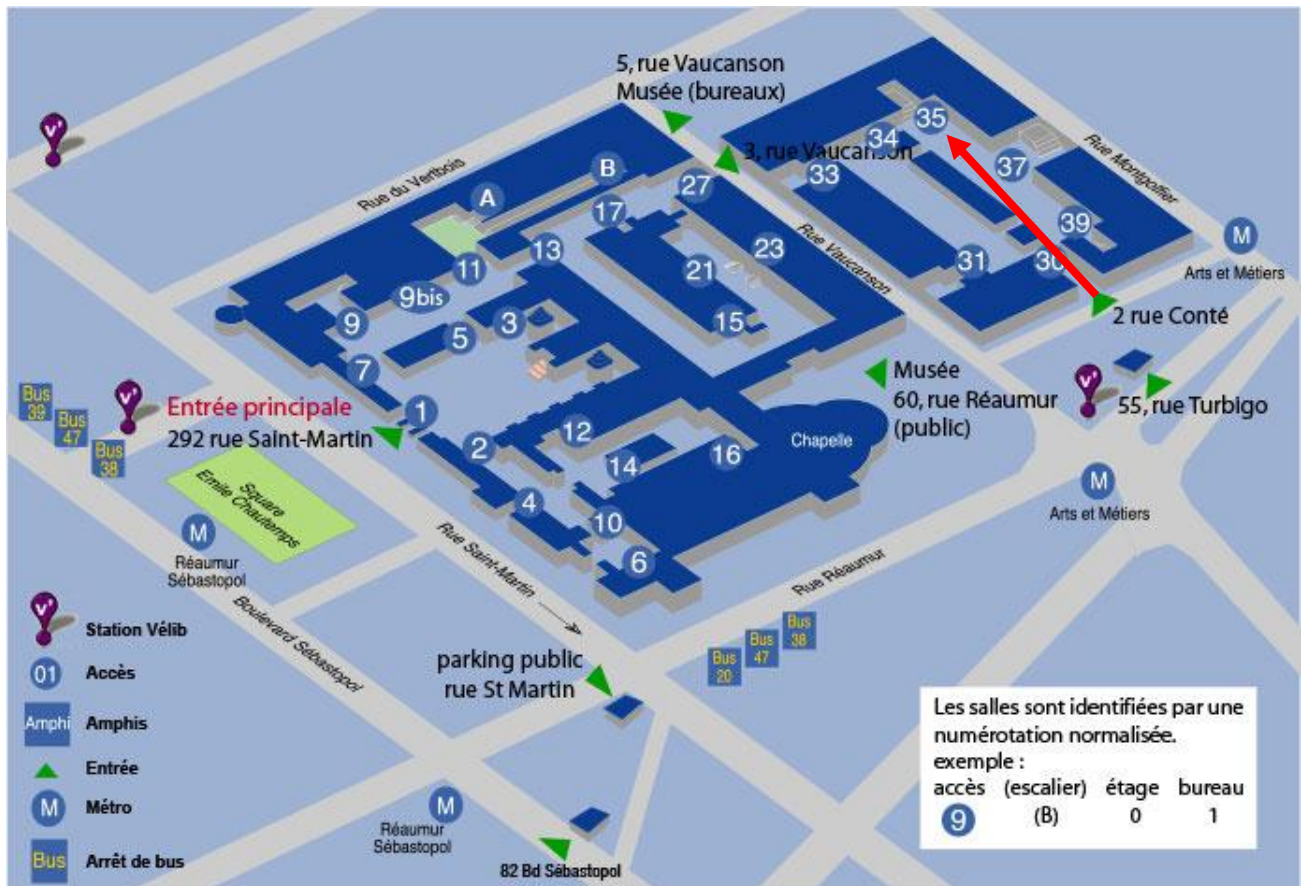 5, rue Vaucanson
Musée (bureaux)
3, rue Vaucanson
Rue du Vertbois
Rue Vaucanson
Rue Montgolfier
A
B
35
34
37
33
27
17
39
13
23
11
21
31
30
9bis
9
3
15
5
7
M
Arts et Métiers
2 rue Conté
Musée
60, rue Réaumur
(public)
55, rue Turbigo
Bus
39
Bus
47
Bus
38
Entrée principale
292 rue Saint-Martin
1
2
12
14
16
Chapelle
4
10
6
M
Arts et Métiers
Square
Emile Chautemps
M
Réaumur
Sébastopol
Rue Saint-Martin
Rue Réaumur
Boulevard Sébastopol
Bus
20
Bus
47
Bus
38
parking public
rue St Martin
M
Réaumur
Sébastopol
82 Bd Sébastopol
v'
v'
v'
v' Station Vélib
01 Accès
Amphi Amphis
Entrée
M Métro
Bus Arrêt de bus
Les salles sont identifiées par une
numérotation normalisée.
exemple :
accès (escalier) étage bureau
9 (B) 0 1